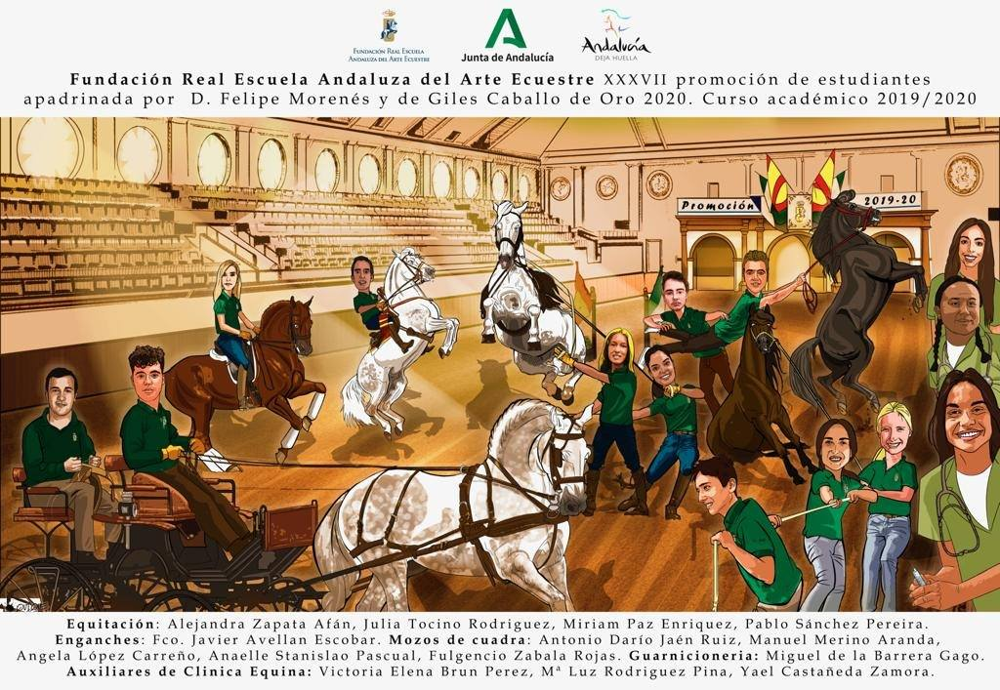 Fundación Real Escuela
Andaluza del Arte Ecuestre
Junta de Andalucía
Andalucía
DEJA HUELLA
Fundación Real Escuela Andaluza del Arte Ecuestre XXXVII promoción de estudiantes
apadrinada por D. Felipe Morenés y de Giles Caballo de Oro 2020. Curso académico 2019/2020
Promoción 2019-20
Equitación: Alejandra Zapata Afán, Julia Tocino Rodriguez, Miriam Paz Enriquez, Pablo Sánchez Pereira.
Enganches: Fco. Javier Avellan Escobar. Mozos de cuadra: Antonio Darío Jaén Ruiz, Manuel Merino Aranda,
Angela López Carreño, Anaelle Stanislao Pascual, Fulgencio Zabala Rojas. Guarnicioneria: Miguel de la Barrera Gago.
Auxiliares de Clinica Equina: Victoria Elena Brun Perez, Mª Luz Rodriguez Pina, Yael Castañeda Zamora.